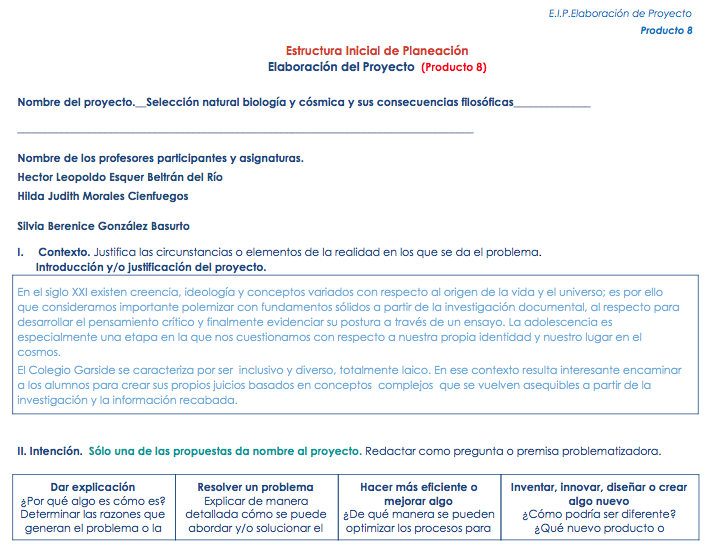 E.I.P.Elaboración de Proyecto
Producto 8
Estructura Inicial de Planeación
Elaboración del Proyecto (Producto 8)
Nombre del proyecto.__Selección natural biología y cósmica y sus consecuencias filosóficas______________
____________________________________________________________________________________
Nombre de los profesores participantes y asignaturas.
Hector Leopoldo Esquer Beltrán del Río
Hilda Judith Morales Cienfuegos
Silvia Berenice González Basurto
I. Contexto. Justifica las circunstancias o elementos de la realidad en los que se da el problema.
Introducción y/o justificación del proyecto.
En el siglo XXI existen creencia, ideología y conceptos variados con respecto al origen de la vida y el universo; es por ello
que consideramos importante polemizar con fundamentos sólidos a partir de la investigación documental, al respecto para
desarrollar el pensamiento crítico y finalmente evidenciar su postura a través de un ensayo. La adolescencia es
especialmente una etapa en la que nos cuestionamos con respecto a nuestra propia identidad y nuestro lugar en el
cosmos.
El Colegio Garside se caracteriza por ser inclusivo y diverso, totalmente laico. En ese contexto resulta interesante encaminar
a los alumnos para crear sus propios juicios basados en conceptos complejos que se vuelven asequibles a partir de la
investigación y la información recabada.
II. Intención. Sólo una de las propuestas da nombre al proyecto. Redactar como pregunta o premisa problematizadora.
Dar explicación
¿Por qué algo es cómo es?
Determinar las razones que
generan el problema o la
Resolver un problema
Explicar de manera
detallada cómo se puede
abordar y/o solucionar el
Hacer más eficiente o
mejorar algo
¿De qué manera se pueden
optimizar los procesos para
Inventar, innovar, diseñar o crear
algo nuevo
¿Cómo podría ser diferente?
¿Qué nuevo producto o